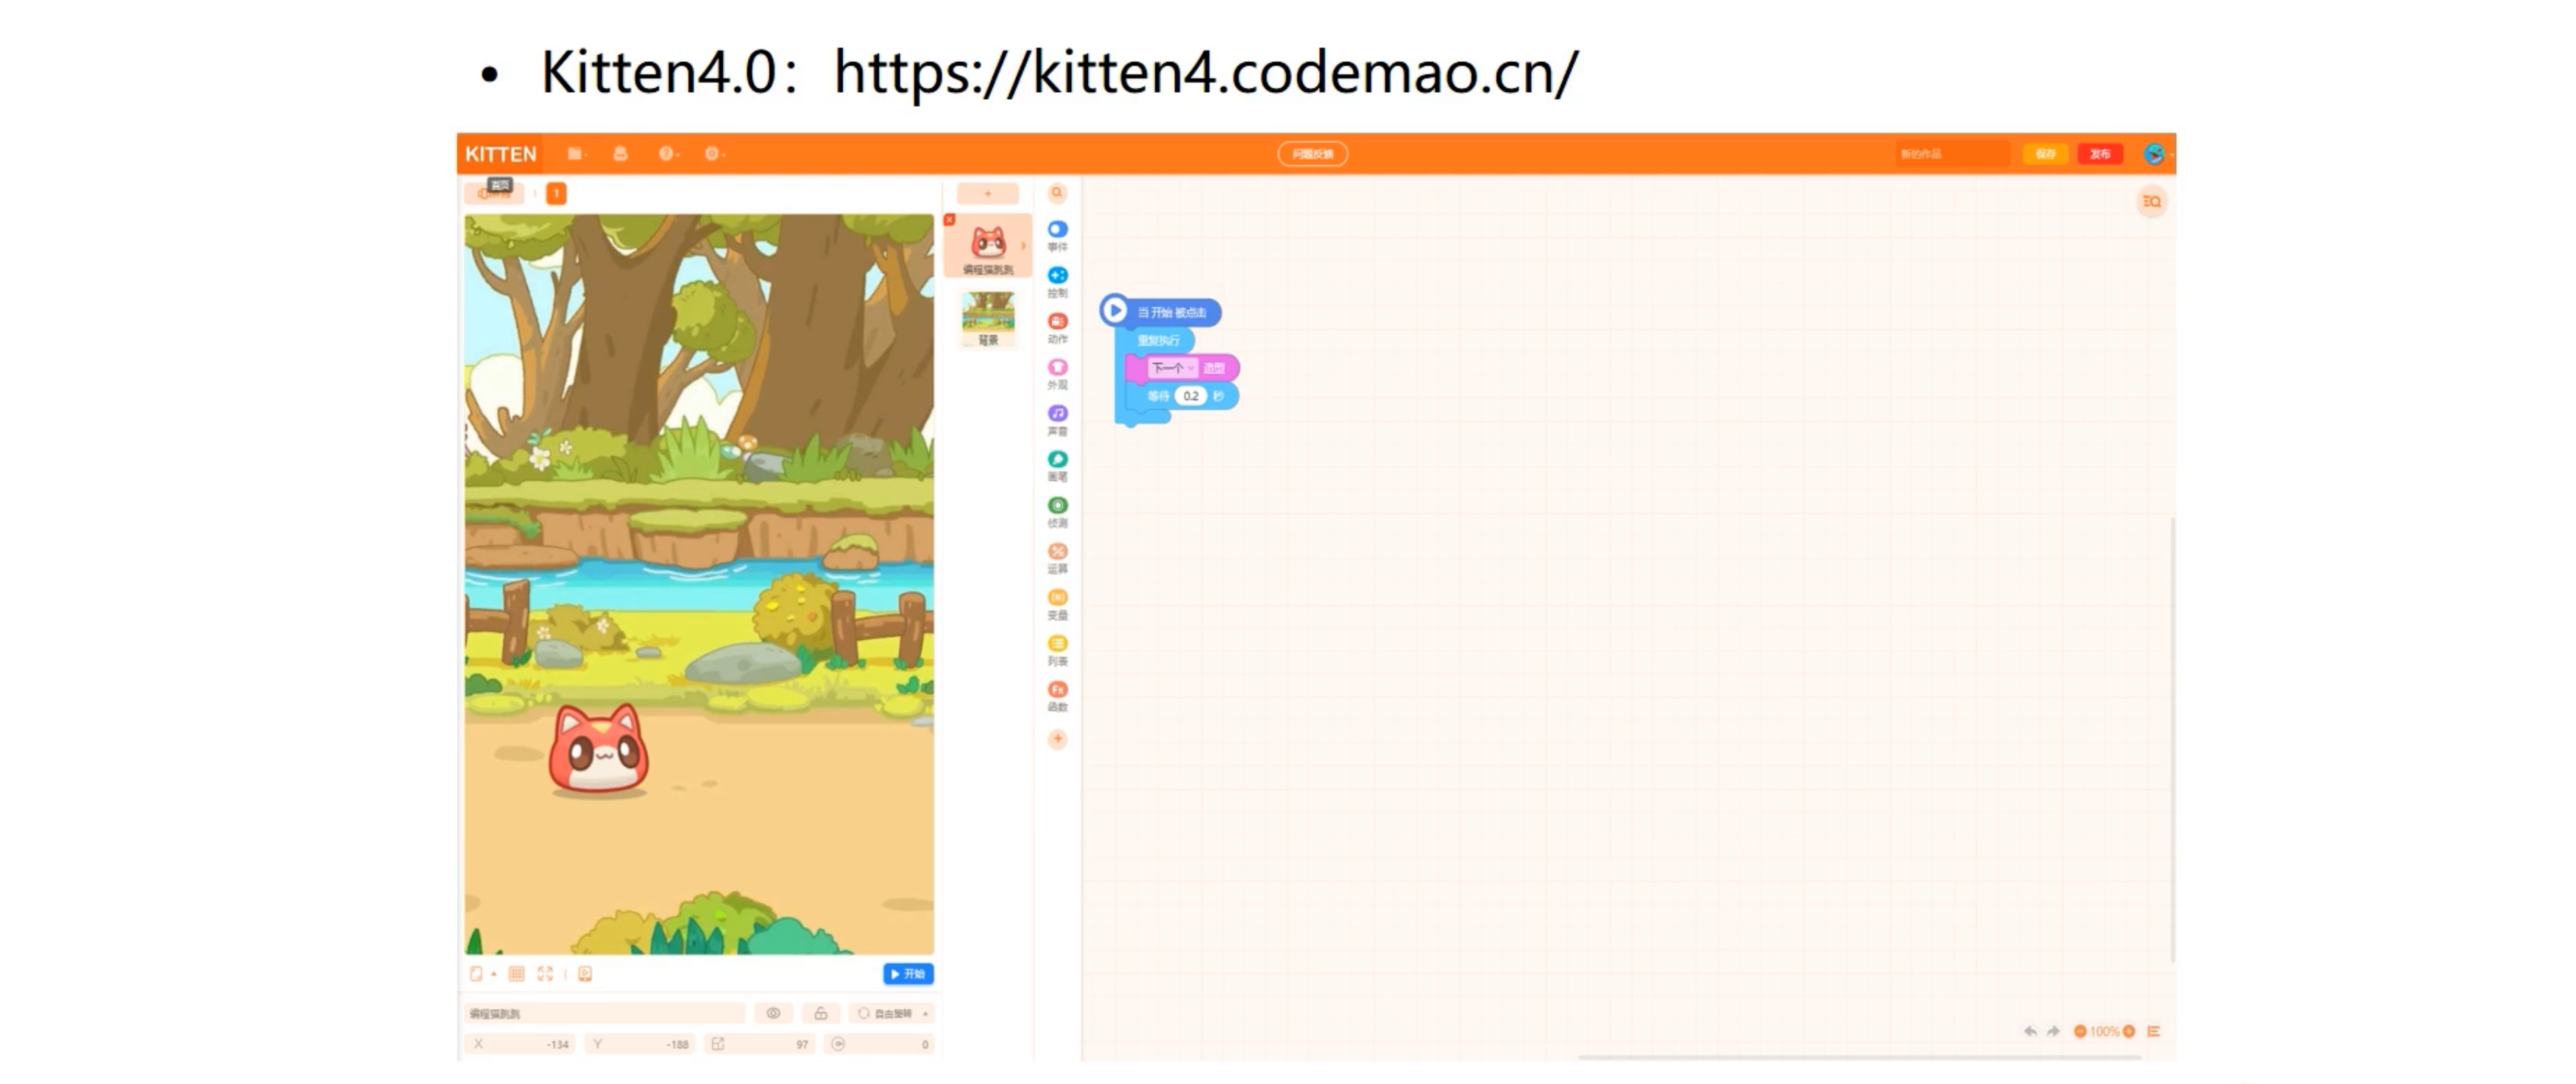 • Kitten4.0：https://kitten4.codemao.cn/
KITTEN
问题反馈
新的作品
保存
发布
首页
1
编程猫跳跳
背景
事件
控制
动作
外观
声音
画笔
侦测
运算
变量
列表
函数
当 开始 被点击
重复执行
下一个 造型
等待 0.2 秒
开始
编程猫跳跳
自由旋转
X -134 Y -188 97 0
100%